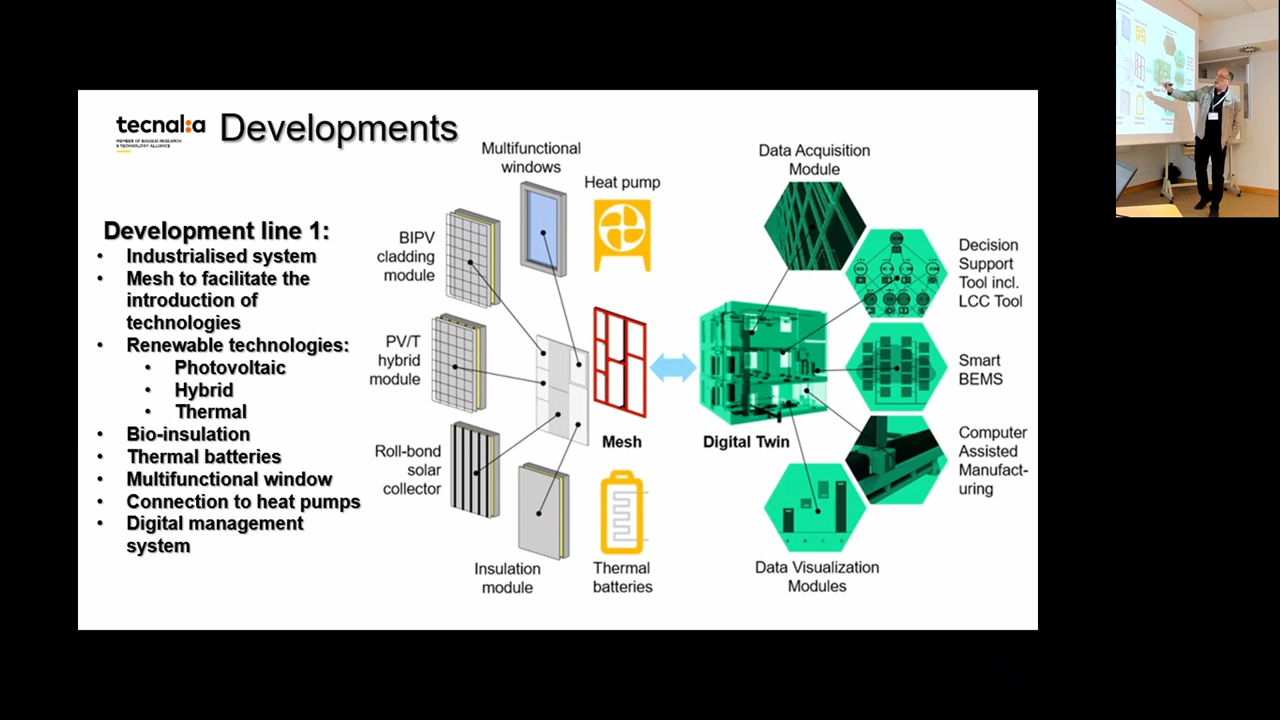 tecnal:a
MEMBER OF BASQUE RESEARCH
& TECHNOLOGY ALLIANCE
Developments
Development line 1:
• Industrialised system
• Mesh to facilitate the
introduction of
technologies
• Renewable technologies:
• Photovoltaic
• Hybrid
• Thermal
• Bio-insulation
• Thermal batteries
• Multifunctional window
• Connection to heat pumps
• Digital management
system
Multifunctional
windows
Heat pump
BIPV
cladding
module
PV/T
hybrid
module
Roll-bond
solar
collector
Insulation
module
Mesh
Thermal
batteries
Digital Twin
Data Acquisition
Module
Decision
Support
Tool incl.
LCC Tool
Smart
BEMS
Computer
Assisted
Manufact-
uring
Data Visualization
Modules
A B C D